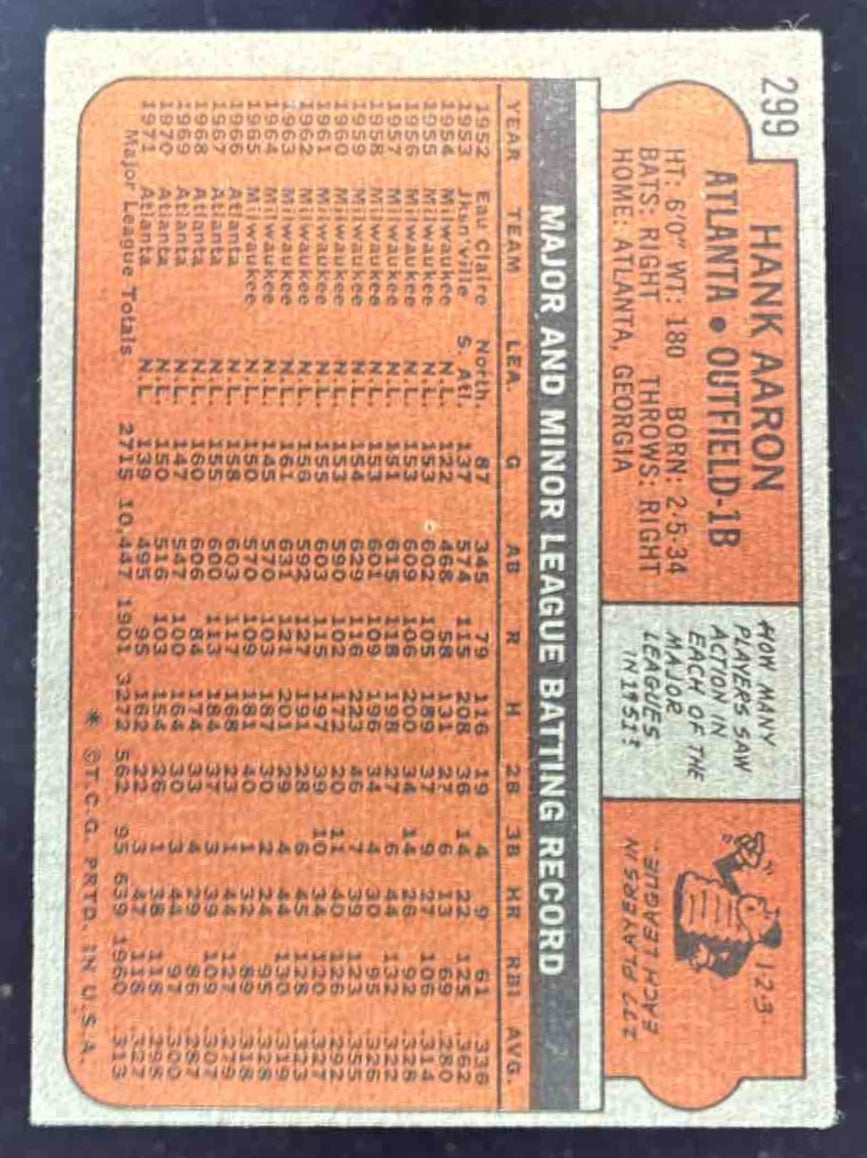 299
HANK AARON
ATLANTA • OUTFIELD-1B
HT: 6'0" WT: 180 BORN: 2-5-34
BATS: RIGHT THROWS: RIGHT
HOME: ATLANTA, GEORGIA
HOW MANY
PLAYERS SAW
ACTION IN
EACH OF THE
MAJOR
LEAGUES
IN 1951?
1-2-3
217 PLAYERS IN
EACH LEAGUE.
MAJOR AND MINOR LEAGUE BATTING RECORD
YEAR TEAM LEA. G AB R H 2B 3B HR RBI AVG.
1952 Eau Claire North. 87 345 79 116 19 4 9 61 .336
1953 S. Atl. 137 574 115 208 36 14 22 125 .362
1954 Milwaukee N.L. 122 468 58 131 27 6 13 69 .280
1955 Milwaukee N.L. 153 602 105 189 37 9 27 106 .314
1956 Milwaukee N.L. 153 609 106 200 34 14 26 92 .328
1957 Milwaukee N.L. 151 615 118 198 27 6 44 132 .322
1958 Milwaukee N.L. 153 601 109 196 34 4 30 95 .326
1959 Milwaukee N.L. 154 629 116 223 46 7 39 123 .355
1960 Milwaukee N.L. 153 590 102 172 20 11 40 126 .292
1961 Milwaukee N.L. 155 603 115 197 39 10 34 120 .327
1962 Milwaukee N.L. 156 592 127 191 28 6 45 128 .323
1963 Milwaukee N.L. 161 631 121 201 29 4 44 130 .319
1964 Milwaukee N.L. 145 570 103 187 30 2 24 95 .328
1965 Milwaukee N.L. 150 570 109 181 40 1 32 89 .318
1966 Atlanta N.L. 158 603 117 168 23 1 44 127 .279
1967 Atlanta N.L. 155 600 113 184 37 3 39 109 .307
1968 Atlanta N.L. 160 606 84 174 33 4 29 86 .287
1969 Atlanta N.L. 147 547 100 164 30 3 44 97 .300
1970 Atlanta N.L. 150 516 103 154 26 1 38 118 .298
1971 Atlanta N.L. 139 495 95 162 22 3 47 118 .327
Major League Totals 2715 10,447 1901 3272 562 95 639 1960 .313
* ©T.C.G. PRTD. IN U.S.A.